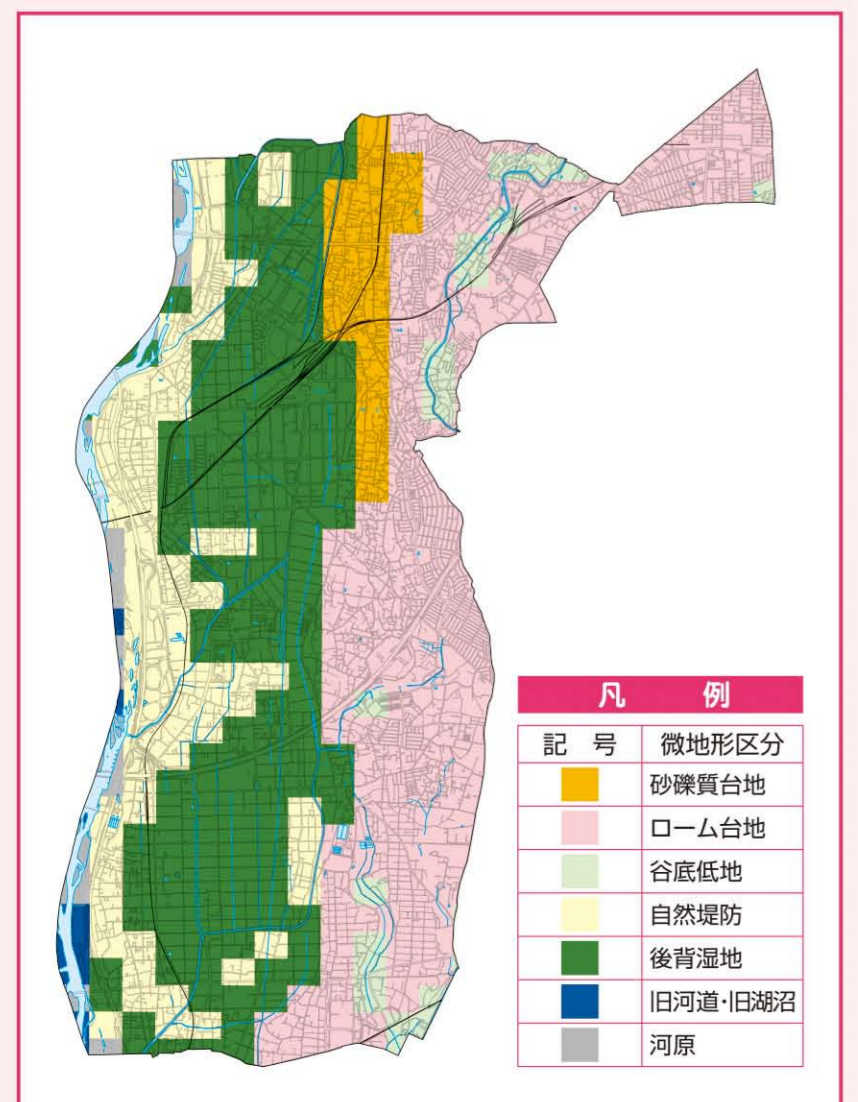 凡 例
記 号 微地形区分
砂礫質台地
ローム台地
谷底低地
自然堤防
後背湿地
旧河道・旧湖沼
河原